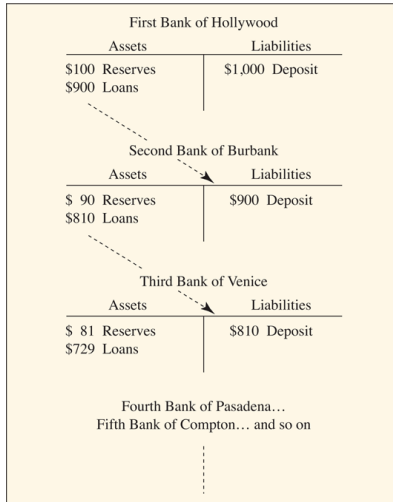 First Bank of Hollywood
Assets Liabilities
$100 Reserves $1,000 Deposit
$900 Loans
Second Bank of Burbank
Assets Liabilities
$ 90 Reserves $900 Deposit
$810 Loans
Third Bank of Venice
Assets Liabilities
$ 81 Reserves $810 Deposit
$729 Loans
Fourth Bank of Pasadena…
Fifth Bank of Compton… and so on